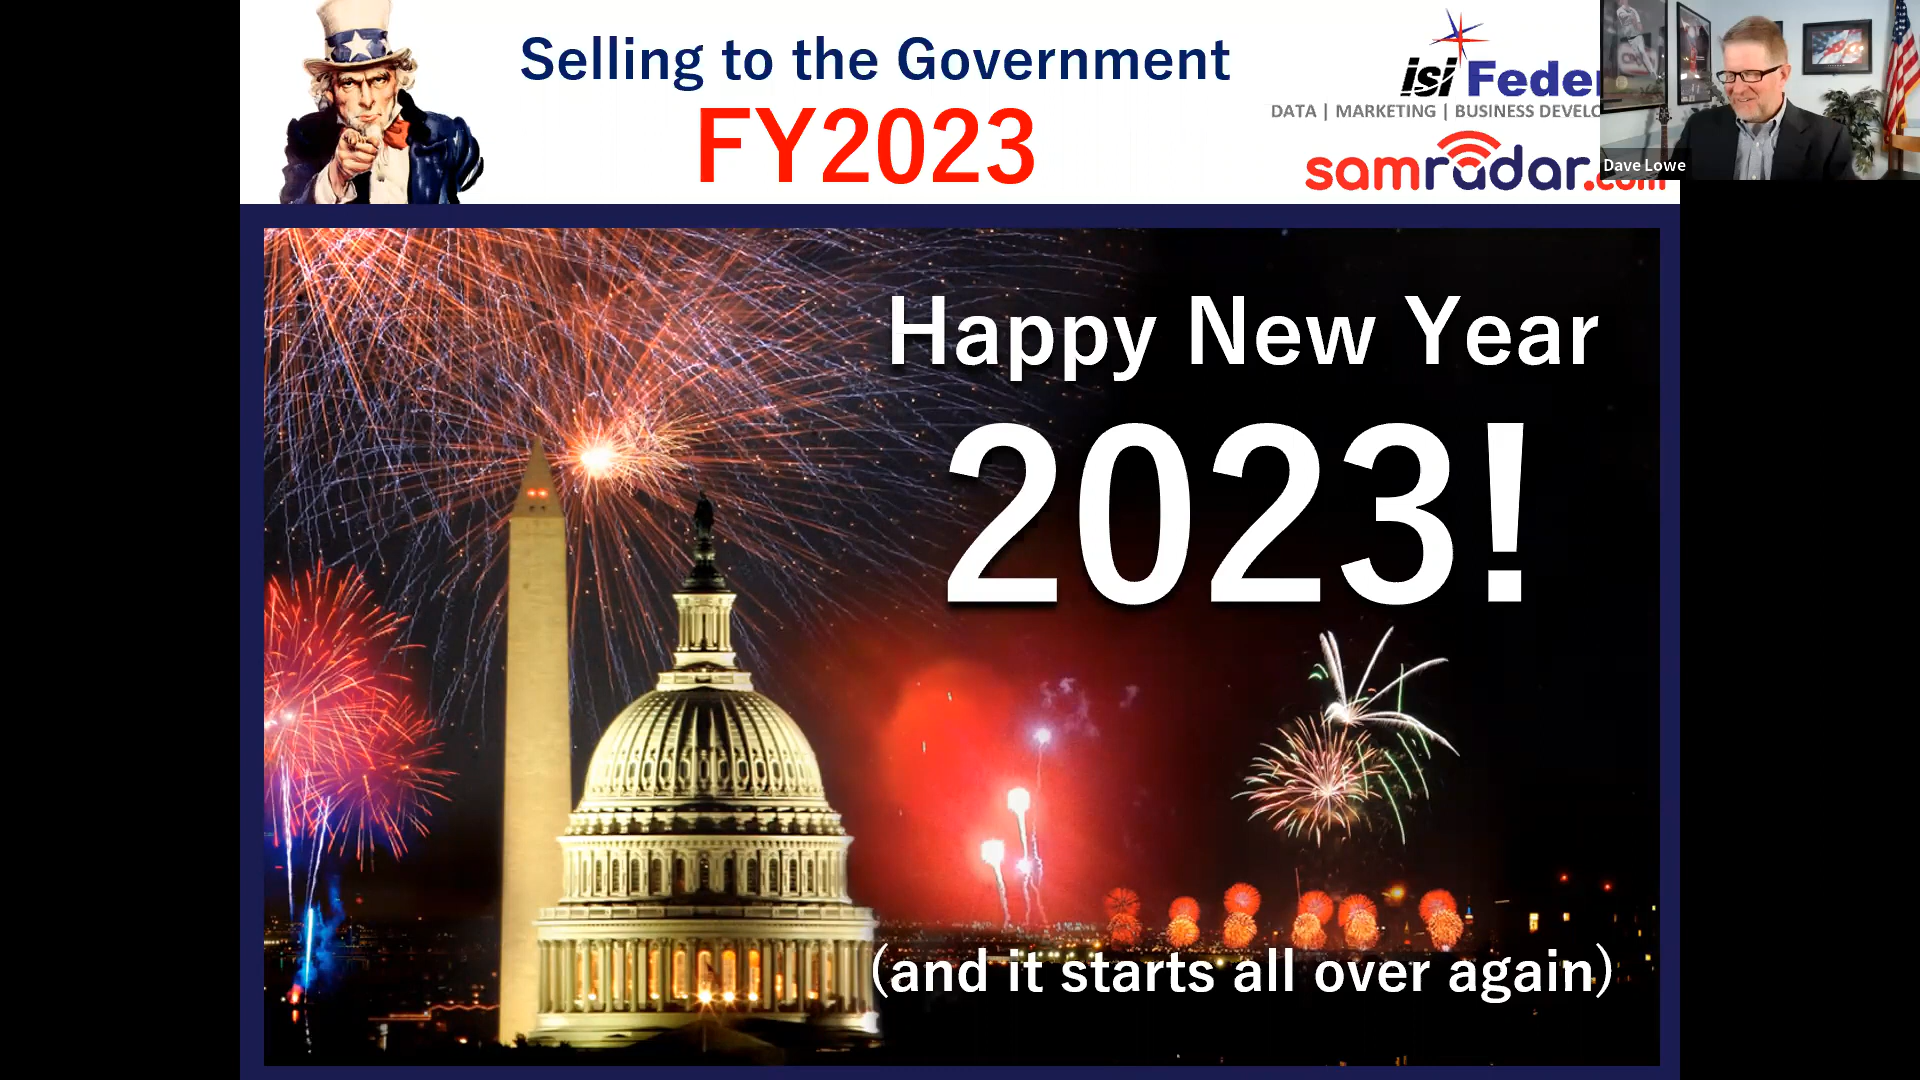 Selling to the Government
FY2023
isi Feder
DATA | MARKETING | BUSINESS DEVELO
samradar.com
Dave Lowe
Happy New Year
2023!
(and it starts all over again)